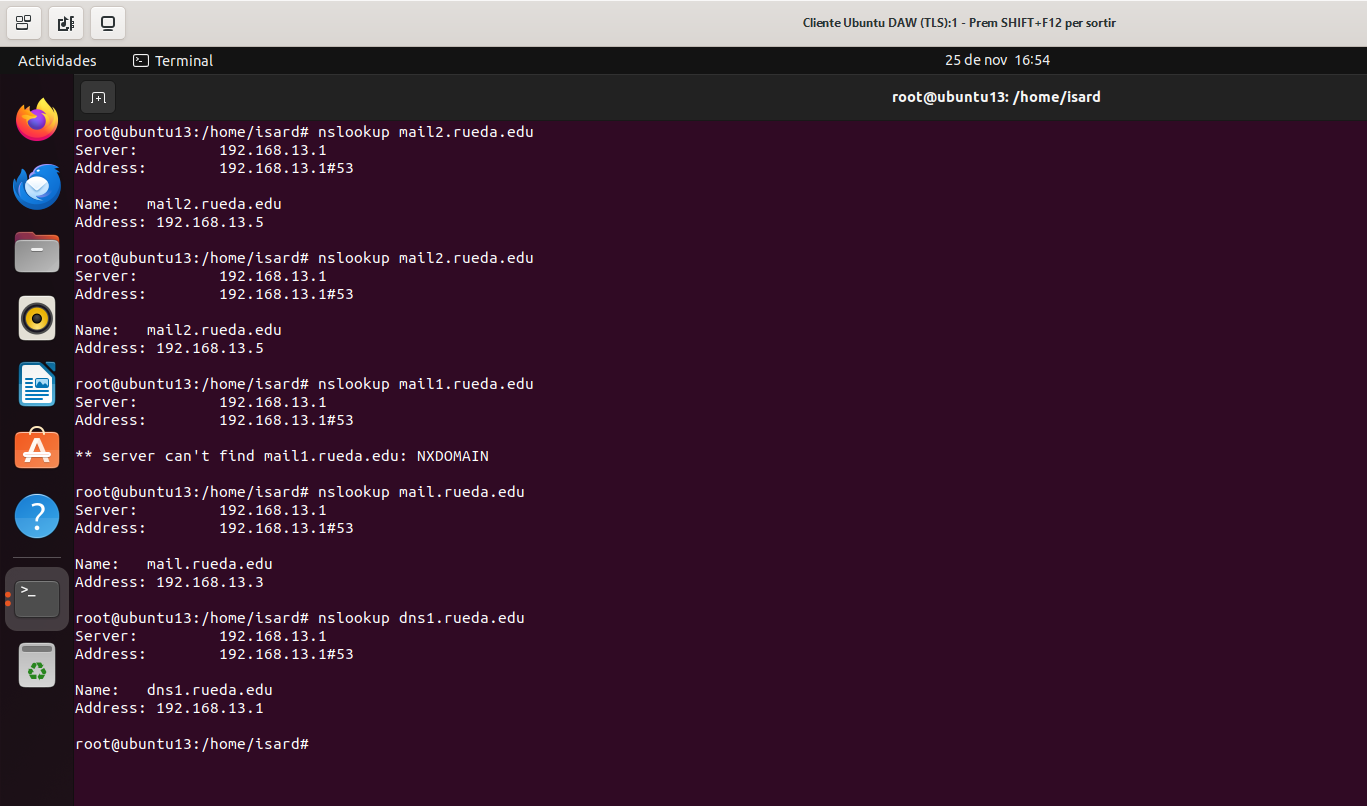 Cliente Ubuntu DAW (TLS):1 - Prem SHIFT+F12 per sortir
Actividades
Terminal
25 de nov 16:54
root@ubuntu13: /home/isard
root@ubuntu13:/home/isard# nslookup mail2.rueda.edu
Server: 192.168.13.1
Address: 192.168.13.1#53
Name: mail2.rueda.edu
Address: 192.168.13.5
root@ubuntu13:/home/isard# nslookup mail2.rueda.edu
Server: 192.168.13.1
Address: 192.168.13.1#53
Name: mail2.rueda.edu
Address: 192.168.13.5
root@ubuntu13:/home/isard# nslookup mail1.rueda.edu
Server: 192.168.13.1
Address: 192.168.13.1#53
** server can't find mail1.rueda.edu: NXDOMAIN
root@ubuntu13:/home/isard# nslookup mail.rueda.edu
Server: 192.168.13.1
Address: 192.168.13.1#53
Name: mail.rueda.edu
Address: 192.168.13.3
root@ubuntu13:/home/isard# nslookup dns1.rueda.edu
Server: 192.168.13.1
Address: 192.168.13.1#53
Name: dns1.rueda.edu
Address: 192.168.13.1
root@ubuntu13:/home/isard#